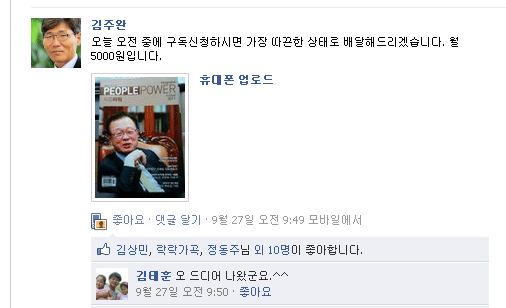 김주완
오늘 오전 중에 구독신청하시면 가장 따끈한 상태로 배달해드리겠습니다. 월
5000원입니다.
휴대폰 업로드
PEOPLE POWER
좋아요 · 댓글 달기 · 9월 27일 오전 9:49 모바일에서
김상민, 학학가곡, 정동주님 외 10명이 좋아합니다.
김태훈 오 드디어 나왔군요.^^
9월 27일 오전 9:50 · 좋아요